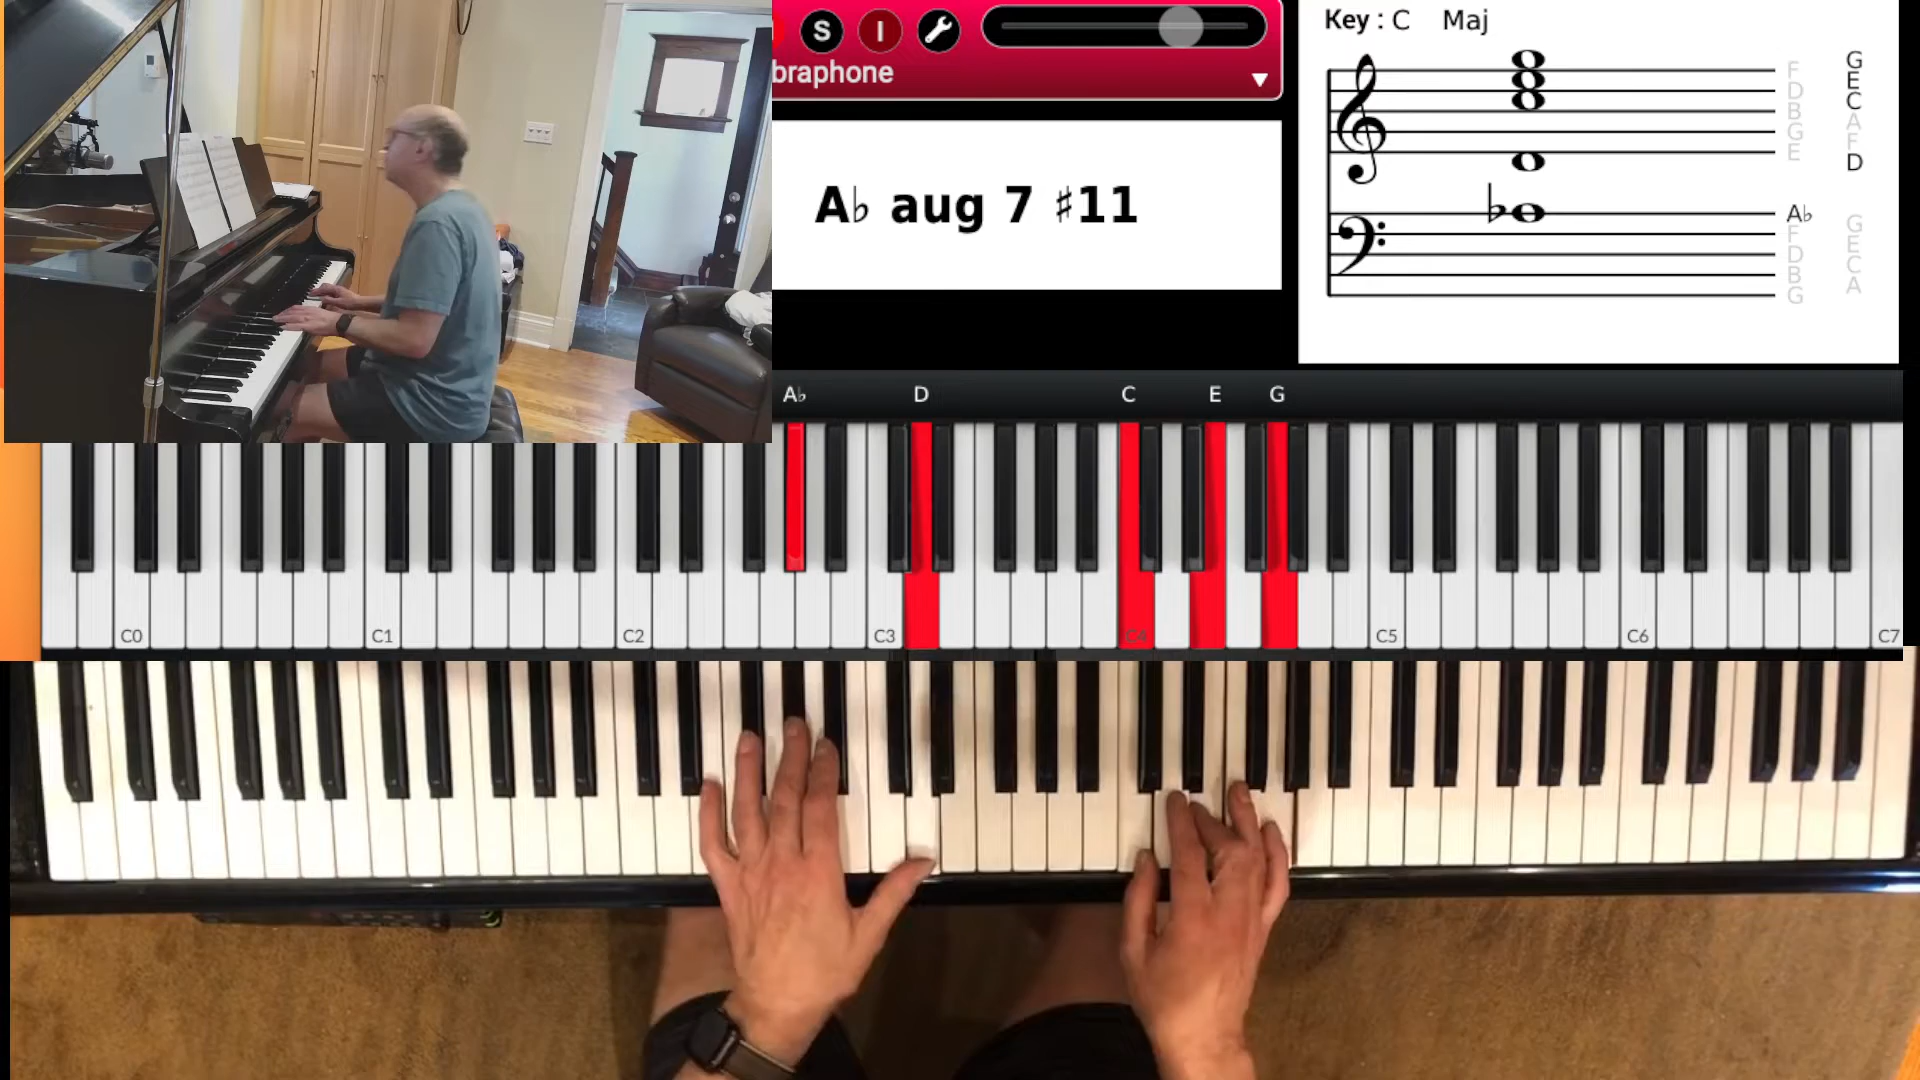 S I
braphone
A♭ aug 7 ♯11
Key : C Maj
G
F
E
D
C
B
A
G
F
E
D
A♭
G
F
E
D
C
B
A
G
A♭ D C E G
C0 C1 C2 C3 C4 C5 C6 C7